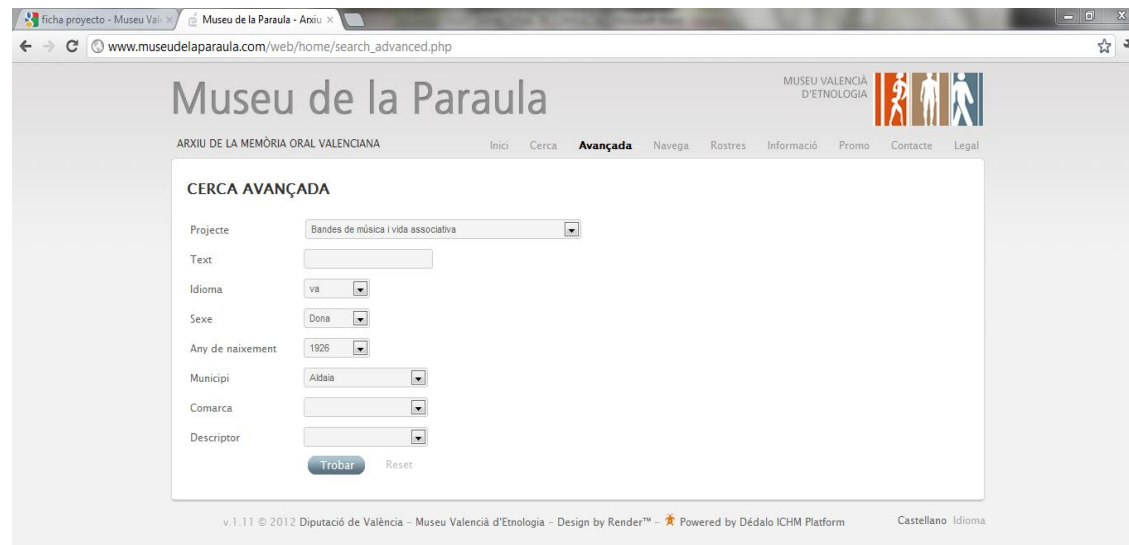 ficha proyecto - Museu Val
Museu de la Paraula - Arxiu
www.museudelaparaula.com/web/home/search_advanced.php
Museu de la Paraula
MUSEU VALENCIÀ
D'ETNOLOGIA
ARXIU DE LA MEMÒRIA ORAL VALENCIANA
Inici Cerca Avançada Navega Rostres Informació Promo Contacte Legal
CERCA AVANÇADA
Projecte Bandes de música i vida associativa
Text
Idioma va
Sexe Dona
Any de naixement 1926
Municipi Aldaia
Comarca
Descriptor
Trobar Reset
v.1.11 © 2012 Diputació de València – Museu Valencià d'Etnologia – Design by Render™ – Powered by Dédalo ICHM Platform Castellano Idioma